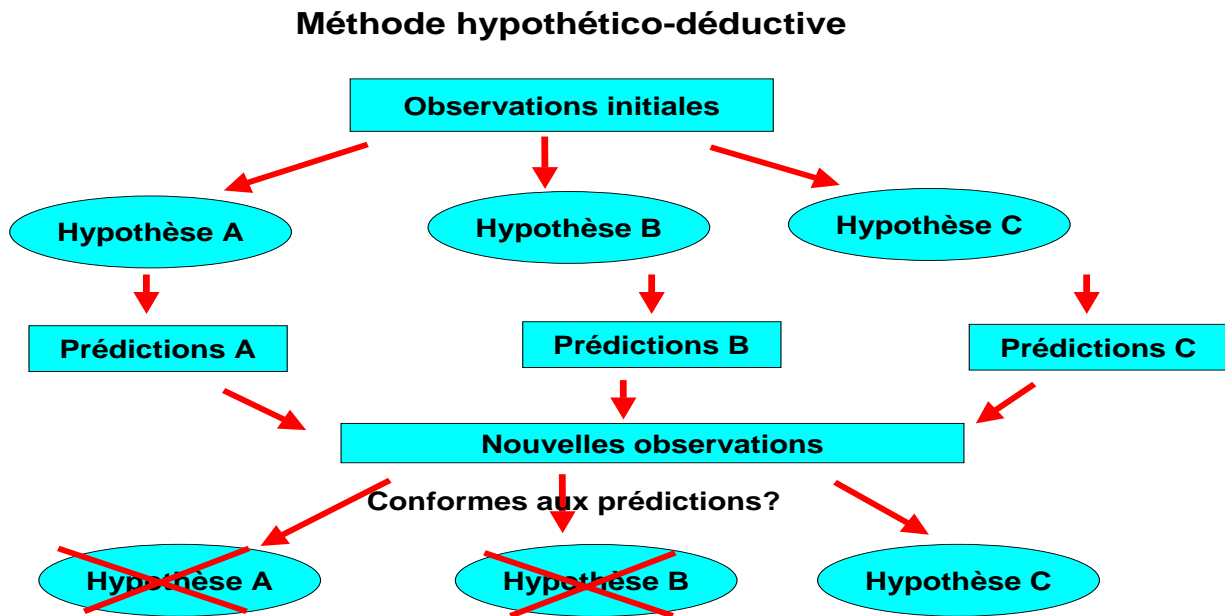 Méthode hypothético-déductive
Observations initiales
Hypothèse A
Hypothèse B
Hypothèse C
Prédictions A
Prédictions B
Prédictions C
Nouvelles observations
Conformes aux prédictions?
Hypothèse A
Hypothèse B
Hypothèse C